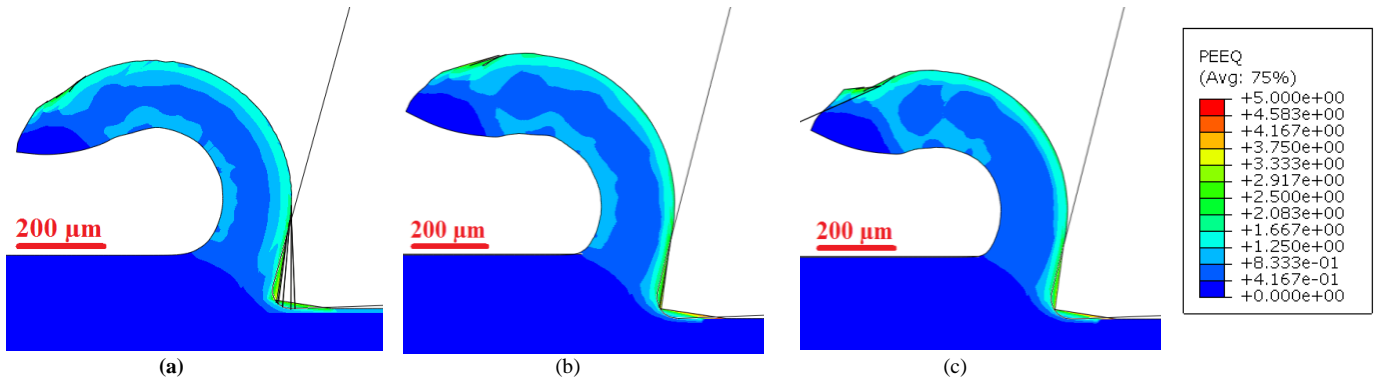 200 μm
200 μm
200 μm
PEEQ
(Avg: 75%)
+5.000e+00
+4.583e+00
+4.167e+00
+3.750e+00
+3.333e+00
+2.917e+00
+2.500e+00
+2.083e+00
+1.667e+00
+1.250e+00
+8.333e-01
+4.167e-01
+0.000e+00
(a)
(b)
(c)